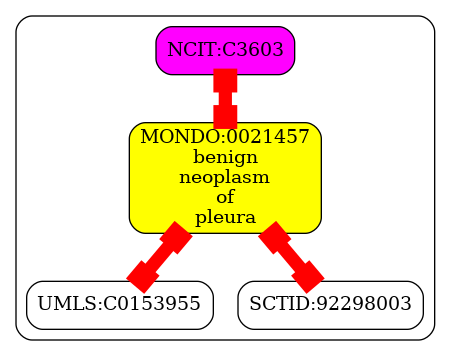 NCIT:C3603
MONDO:0021457
benign
neoplasm
of
pleura
UMLS:C0153955
SCTID:92298003